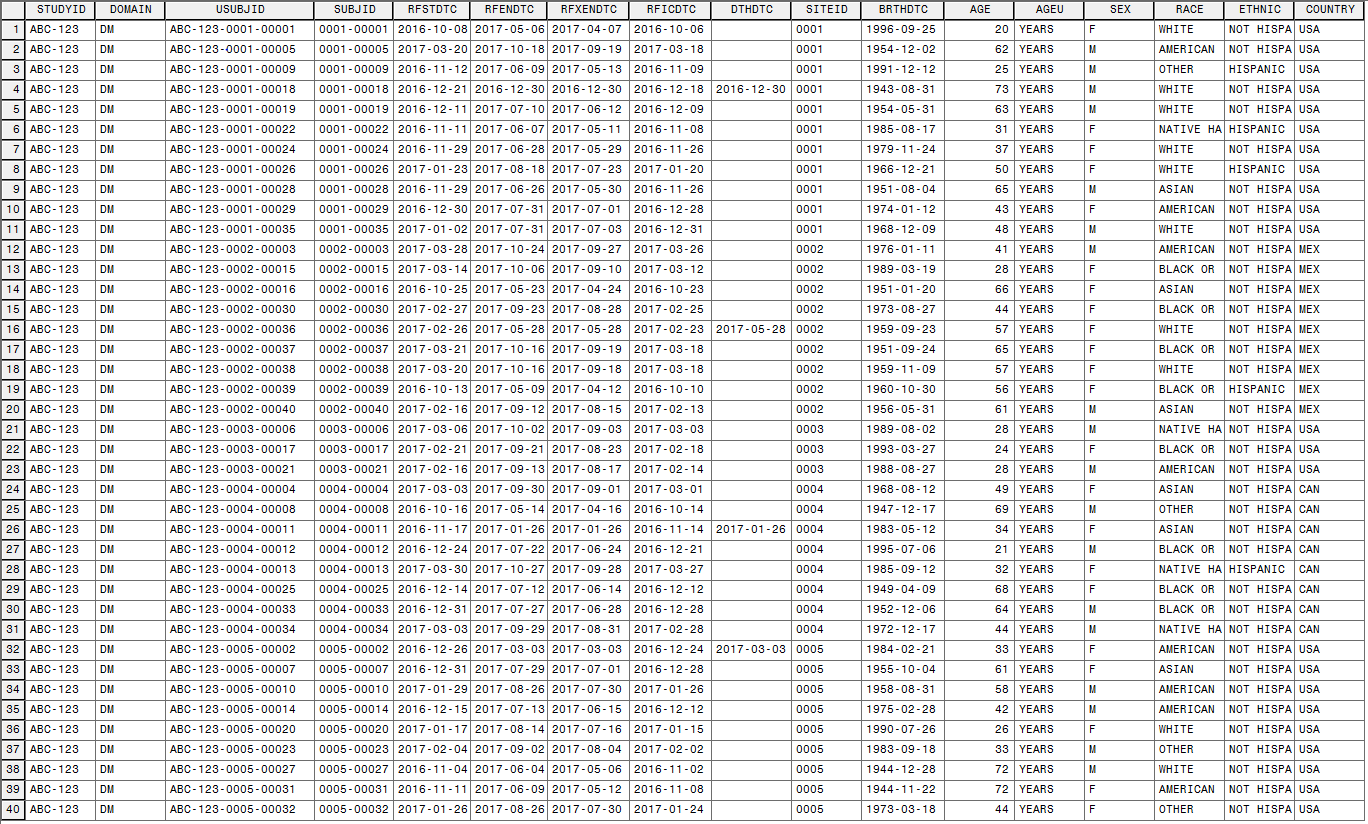 STUDYID DOMAIN USUBJID SUBJID RFSTDTC RFENDTC RFXENDTC RFICDTC DTHDTC SITEID BRTHDTC AGE AGEU SEX RACE ETHNIC COUNTRY
1 ABC-123 DM ABC-123-0001-00001 0001-00001 2016-10-08 2017-05-06 2017-04-07 2016-10-06 0001 1996-09-25 20 YEARS F WHITE NOT HISPA USA
2 ABC-123 DM ABC-123-0001-00005 0001-00005 2017-03-20 2017-10-18 2017-09-19 2017-03-18 0001 1954-12-02 62 YEARS M AMERICAN NOT HISPA USA
3 ABC-123 DM ABC-123-0001-00009 0001-00009 2016-11-12 2017-06-09 2017-05-13 2016-11-09 0001 1991-12-12 25 YEARS M OTHER HISPANIC USA
4 ABC-123 DM ABC-123-0001-00018 0001-00018 2016-12-21 2016-12-30 2016-12-30 2016-12-18 2016-12-30 0001 1943-08-31 73 YEARS M WHITE NOT HISPA USA
5 ABC-123 DM ABC-123-0001-00019 0001-00019 2016-12-11 2017-07-10 2017-06-12 2016-12-09 0001 1954-05-31 63 YEARS M WHITE NOT HISPA USA
6 ABC-123 DM ABC-123-0001-00022 0001-00022 2016-11-11 2017-06-07 2017-05-11 2016-11-08 0001 1985-08-17 31 YEARS F NATIVE HA HISPANIC USA
7 ABC-123 DM ABC-123-0001-00024 0001-00024 2016-11-29 2017-06-28 2017-05-29 2016-11-26 0001 1979-11-24 37 YEARS F WHITE NOT HISPA USA
8 ABC-123 DM ABC-123-0001-00026 0001-00026 2017-01-23 2017-08-18 2017-07-23 2017-01-20 0001 1966-12-21 50 YEARS F WHITE HISPANIC USA
9 ABC-123 DM ABC-123-0001-00028 0001-00028 2016-11-29 2017-06-26 2017-05-30 2016-11-26 0001 1951-08-04 65 YEARS M ASIAN NOT HISPA USA
10 ABC-123 DM ABC-123-0001-00029 0001-00029 2016-12-30 2017-07-31 2017-07-01 2016-12-28 0001 1974-01-12 43 YEARS F AMERICAN NOT HISPA USA
11 ABC-123 DM ABC-123-0001-00035 0001-00035 2017-01-02 2017-07-31 2017-07-03 2016-12-31 0001 1968-12-09 48 YEARS M WHITE NOT HISPA USA
12 ABC-123 DM ABC-123-0002-00003 0002-00003 2017-03-28 2017-10-24 2017-09-27 2017-03-26 0002 1976-01-11 41 YEARS M AMERICAN NOT HISPA MEX
13 ABC-123 DM ABC-123-0002-00015 0002-00015 2017-03-14 2017-10-06 2017-09-10 2017-03-12 0002 1989-03-19 28 YEARS F BLACK OR NOT HISPA MEX
14 ABC-123 DM ABC-123-0002-00016 0002-00016 2016-10-25 2017-05-23 2017-04-24 2016-10-23 0002 1951-01-20 66 YEARS F ASIAN NOT HISPA MEX
15 ABC-123 DM ABC-123-0002-00030 0002-00030 2017-02-27 2017-09-23 2017-08-28 2017-02-25 0002 1973-08-27 44 YEARS F BLACK OR NOT HISPA MEX
16 ABC-123 DM ABC-123-0002-00036 0002-00036 2017-02-26 2017-05-28 2017-05-28 2017-02-23 2017-05-28 0002 1959-09-23 57 YEARS F WHITE NOT HISPA MEX
17 ABC-123 DM ABC-123-0002-00037 0002-00037 2017-03-21 2017-10-16 2017-09-19 2017-03-18 0002 1951-09-24 65 YEARS F BLACK OR NOT HISPA MEX
18 ABC-123 DM ABC-123-0002-00038 0002-00038 2017-03-20 2017-10-16 2017-09-18 2017-03-18 0002 1959-11-09 57 YEARS F WHITE NOT HISPA MEX
19 ABC-123 DM ABC-123-0002-00039 0002-00039 2016-10-13 2017-05-09 2017-04-12 2016-10-10 0002 1960-10-30 56 YEARS F BLACK OR HISPANIC MEX
20 ABC-123 DM ABC-123-0002-00040 0002-00040 2017-02-16 2017-09-12 2017-08-15 2017-02-13 0002 1956-05-31 61 YEARS M ASIAN NOT HISPA MEX
21 ABC-123 DM ABC-123-0003-00006 0003-00006 2017-03-06 2017-10-02 2017-09-03 2017-03-03 0003 1989-08-02 28 YEARS M NATIVE HA NOT HISPA USA
22 ABC-123 DM ABC-123-0003-00017 0003-00017 2017-02-21 2017-09-21 2017-08-23 2017-02-18 0003 1993-03-27 24 YEARS F BLACK OR NOT HISPA USA
23 ABC-123 DM ABC-123-0003-00021 0003-00021 2017-02-16 2017-09-13 2017-08-17 2017-02-14 0003 1988-08-27 28 YEARS M AMERICAN NOT HISPA USA
24 ABC-123 DM ABC-123-0004-00004 0004-00004 2017-03-03 2017-09-30 2017-09-01 2017-03-01 0004 1968-08-12 49 YEARS F ASIAN NOT HISPA CAN
25 ABC-123 DM ABC-123-0004-00008 0004-00008 2016-10-16 2017-05-14 2017-04-16 2016-10-14 0004 1947-12-17 69 YEARS M OTHER NOT HISPA CAN
26 ABC-123 DM ABC-123-0004-00011 0004-00011 2016-11-17 2017-01-26 2017-01-26 2016-11-14 2017-01-26 0004 1983-05-12 34 YEARS F ASIAN NOT HISPA CAN
27 ABC-123 DM ABC-123-0004-00012 0004-00012 2016-12-24 2017-07-22 2017-06-24 2016-12-21 0004 1995-07-06 21 YEARS M BLACK OR NOT HISPA CAN
28 ABC-123 DM ABC-123-0004-00013 0004-00013 2017-03-30 2017-10-27 2017-09-28 2017-03-27 0004 1985-09-12 32 YEARS F NATIVE HA HISPANIC CAN
29 ABC-123 DM ABC-123-0004-00025 0004-00025 2016-12-14 2017-07-12 2017-06-14 2016-12-12 0004 1949-04-09 68 YEARS F BLACK OR NOT HISPA CAN
30 ABC-123 DM ABC-123-0004-00033 0004-00033 2016-12-31 2017-07-27 2017-06-28 2016-12-28 0004 1952-12-06 64 YEARS M BLACK OR NOT HISPA CAN
31 ABC-123 DM ABC-123-0004-00034 0004-00034 2017-03-03 2017-09-29 2017-08-31 2017-02-28 0004 1972-12-17 44 YEARS M NATIVE HA NOT HISPA CAN
32 ABC-123 DM ABC-123-0005-00002 0005-00002 2016-12-26 2017-03-03 2017-03-03 2016-12-24 2017-03-03 0005 1984-02-21 33 YEARS F AMERICAN NOT HISPA USA
33 ABC-123 DM ABC-123-0005-00007 0005-00007 2016-12-31 2017-07-29 2017-07-01 2016-12-28 0005 1955-10-04 61 YEARS F ASIAN NOT HISPA USA
34 ABC-123 DM ABC-123-0005-00010 0005-00010 2017-01-29 2017-08-26 2017-07-30 2017-01-26 0005 1958-08-31 58 YEARS M AMERICAN NOT HISPA USA
35 ABC-123 DM ABC-123-0005-00014 0005-00014 2016-12-15 2017-07-13 2017-06-15 2016-12-12 0005 1975-02-28 42 YEARS M AMERICAN NOT HISPA USA
36 ABC-123 DM ABC-123-0005-00020 0005-00020 2017-01-17 2017-08-14 2017-07-16 2017-01-15 0005 1990-07-26 26 YEARS F WHITE NOT HISPA USA
37 ABC-123 DM ABC-123-0005-00023 0005-00023 2017-02-04 2017-09-02 2017-08-04 2017-02-02 0005 1983-09-18 33 YEARS M OTHER NOT HISPA USA
38 ABC-123 DM ABC-123-0005-00027 0005-00027 2016-11-04 2017-06-04 2017-05-06 2016-11-02 0005 1944-12-28 72 YEARS M WHITE NOT HISPA USA
39 ABC-123 DM ABC-123-0005-00031 0005-00031 2016-11-11 2017-06-09 2017-05-12 2016-11-08 0005 1944-11-22 72 YEARS F AMERICAN NOT HISPA USA
40 ABC-123 DM ABC-123-0005-00032 0005-00032 2017-01-26 2017-08-26 2017-07-30 2017-01-24 0005 1973-03-18 44 YEARS F OTHER NOT HISPA USA